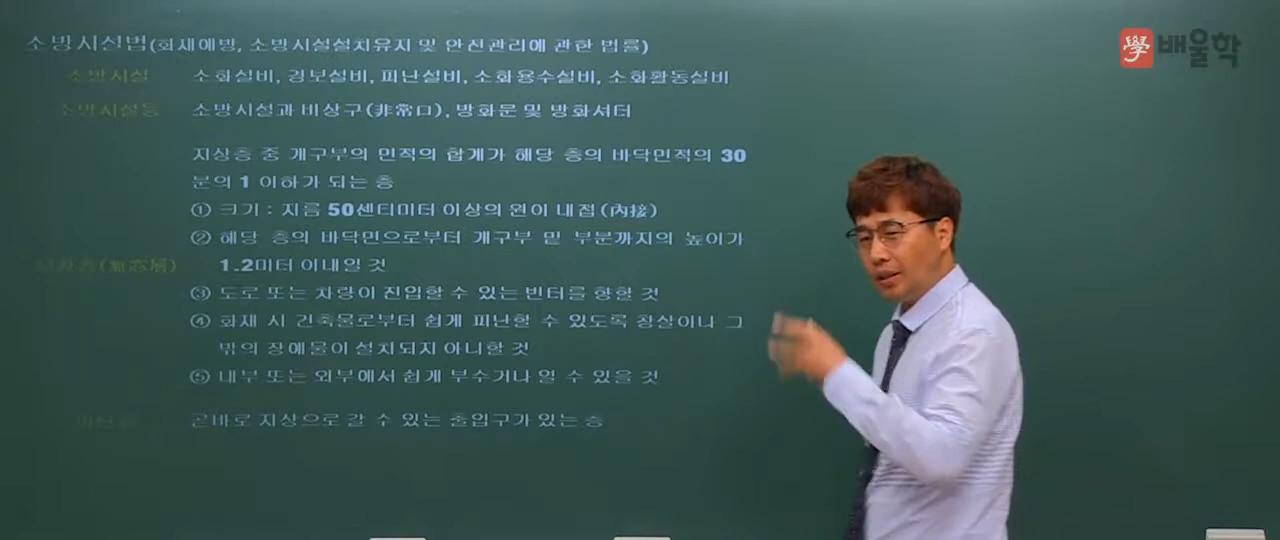 소방시설법(화재예방, 소방시설설치유지 및 안전관리에 관한 법률)
學 배울학
소방시설 소화설비, 경보설비, 피난설비, 소화용수설비, 소화활동설비
소방시설등 소방시설과 비상구(非常口), 방화문 및 방화셔터
지상층 중 개구부의 면적의 합계가 해당 층의 바닥면적의 30
분의 1 이하가 되는 층
① 크기 : 지름 50센티미터 이상의 원이 내접(內接)
② 해당 층의 바닥면으로부터 개구부 밑 부분까지의 높이가
무창층(無窓層) 1.2미터 이내일 것
③ 도로 또는 차량이 진입할 수 있는 빈터를 향할 것
④ 화재 시 건축물로부터 쉽게 피난할 수 있도록 창살이나 그
밖의 장애물이 설치되지 아니할 것
⑤ 내부 또는 외부에서 쉽게 부수거나 열 수 있을 것
피난층 곧바로 지상으로 갈 수 있는 출입구가 있는 층